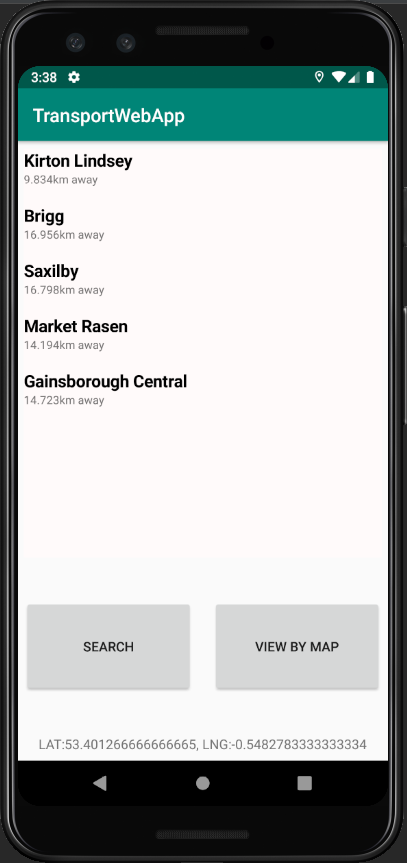 3:38
TransportWebApp
Kirton Lindsey
9.834km away
Brigg
16.956km away
Saxilby
16.798km away
Market Rasen
14.194km away
Gainsborough Central
14.723km away
SEARCH
VIEW BY MAP
LAT:53.401266666666665, LNG:-0.5482783333333334